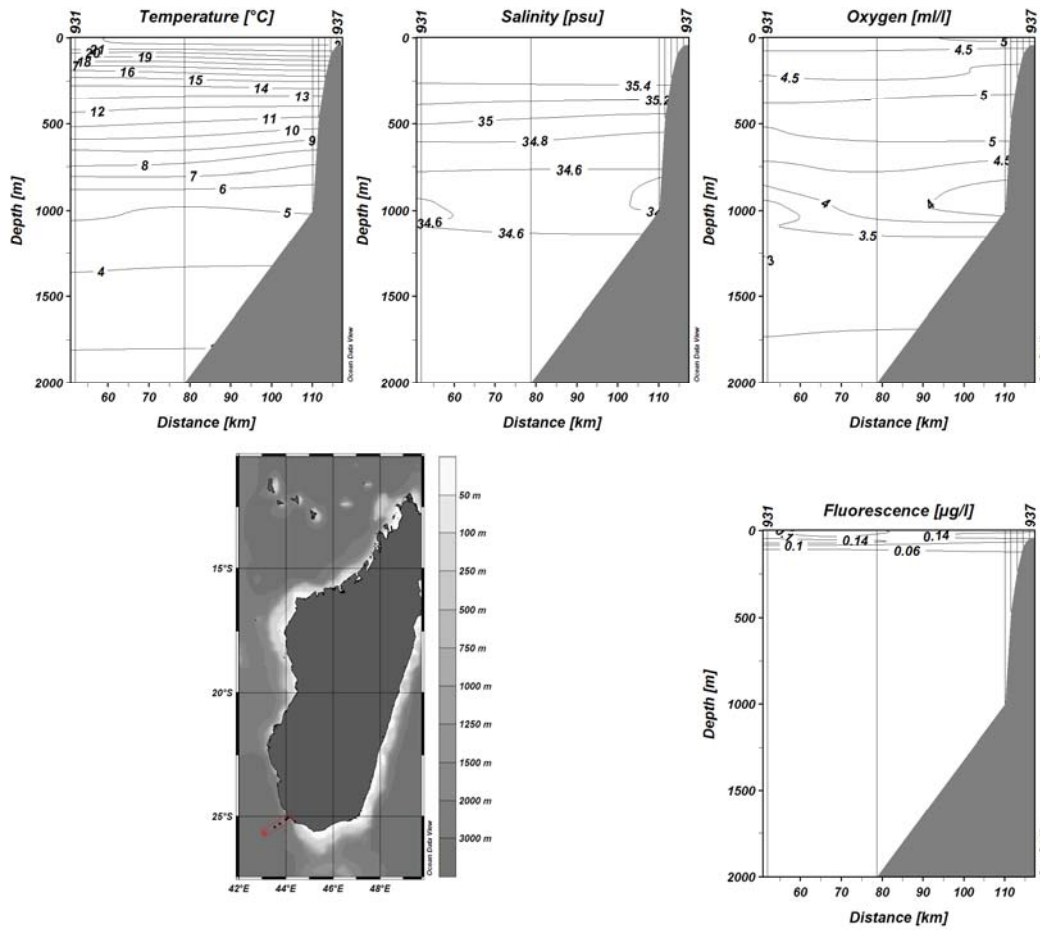 Temperature [°C]
931
937
0
500
1000
1500
2000
Depth [m]
21
20
19
18
16
15
14
13
12
11
10
9
8
7
6
5
4
60
70
80
90
100
110
Distance [km]
Ocean Data View
Salinity [psu]
931
937
0
500
1000
1500
2000
Depth [m]
35.4
35.2
35
34.8
34.6
34.6
34.6
60
70
80
90
100
110
Distance [km]
Ocean Data View
Oxygen [ml/l]
931
937
0
500
1000
1500
2000
Depth [m]
5
4.5
4.5
5
5
4.5
4
4
3.5
3
60
70
80
90
100
110
Distance [km]
15°S
20°S
25°S
42°E
44°E
46°E
48°E
50 m
100 m
250 m
500 m
750 m
1000 m
1250 m
1500 m
2000 m
3000 m
Ocean Data View
Fluorescence [µg/l]
931
937
0
500
1000
1500
2000
Depth [m]
0.1
0.14
0.14
0.1
0.06
60
70
80
90
100
110
Distance [km]